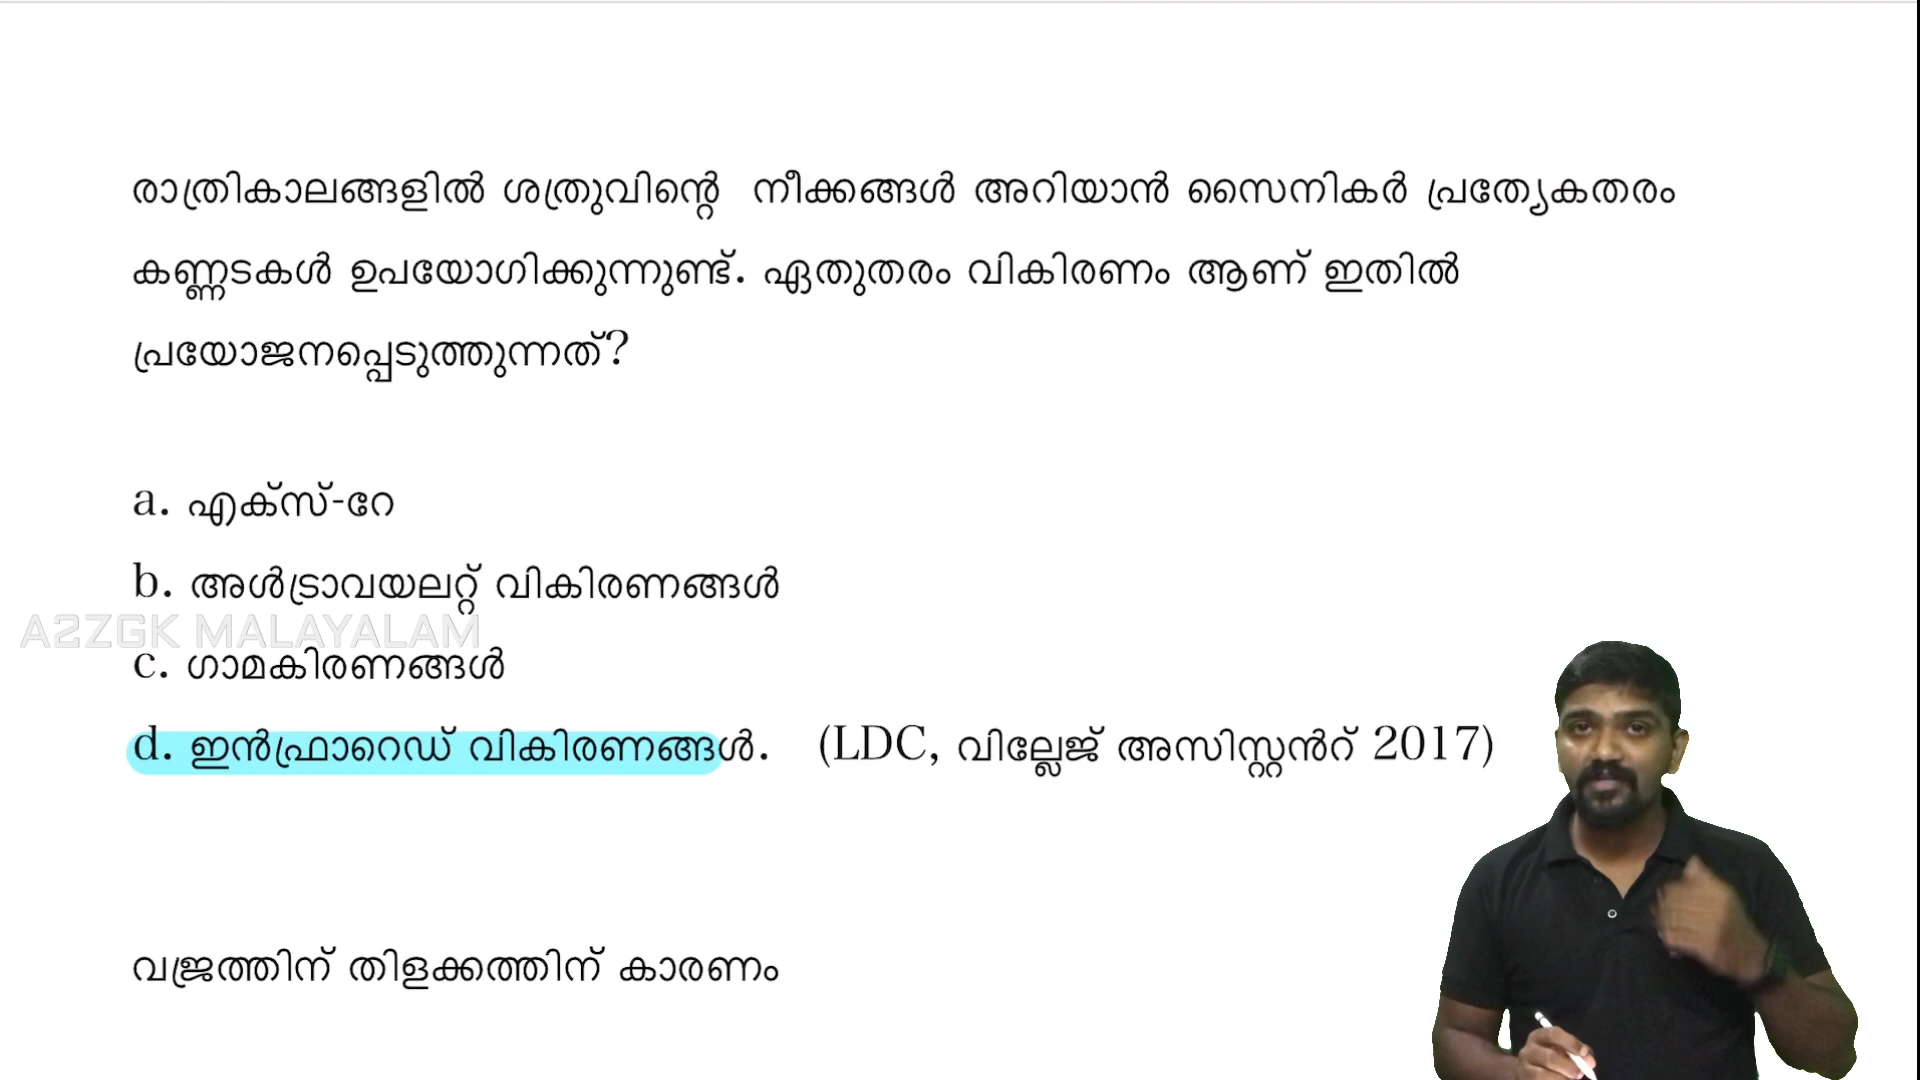 രാത്രികാലങ്ങളിൽ ശത്രുവിന്റെ നീക്കങ്ങൾ അറിയാൻ സൈനികർ പ്രത്യേകതരം
കണ്ണടകൾ ഉപയോഗിക്കുന്നുണ്ട്. ഏതുതരം വികിരണം ആണ് ഇതിൽ
പ്രയോജനപ്പെടുത്തുന്നത്?
a. എക്സ്-റേ
b. അൾട്രാവയലറ്റ് വികിരണങ്ങൾ
A2ZGK MALAYALAM
c. ഗാമകിരണങ്ങൾ
d. ഇൻഫ്രാറെഡ് വികിരണങ്ങൾ. (LDC, വില്ലേജ് അസിസ്റ്റൻറ് 2017)
വജ്രത്തിന് തിളക്കത്തിന് കാരണം